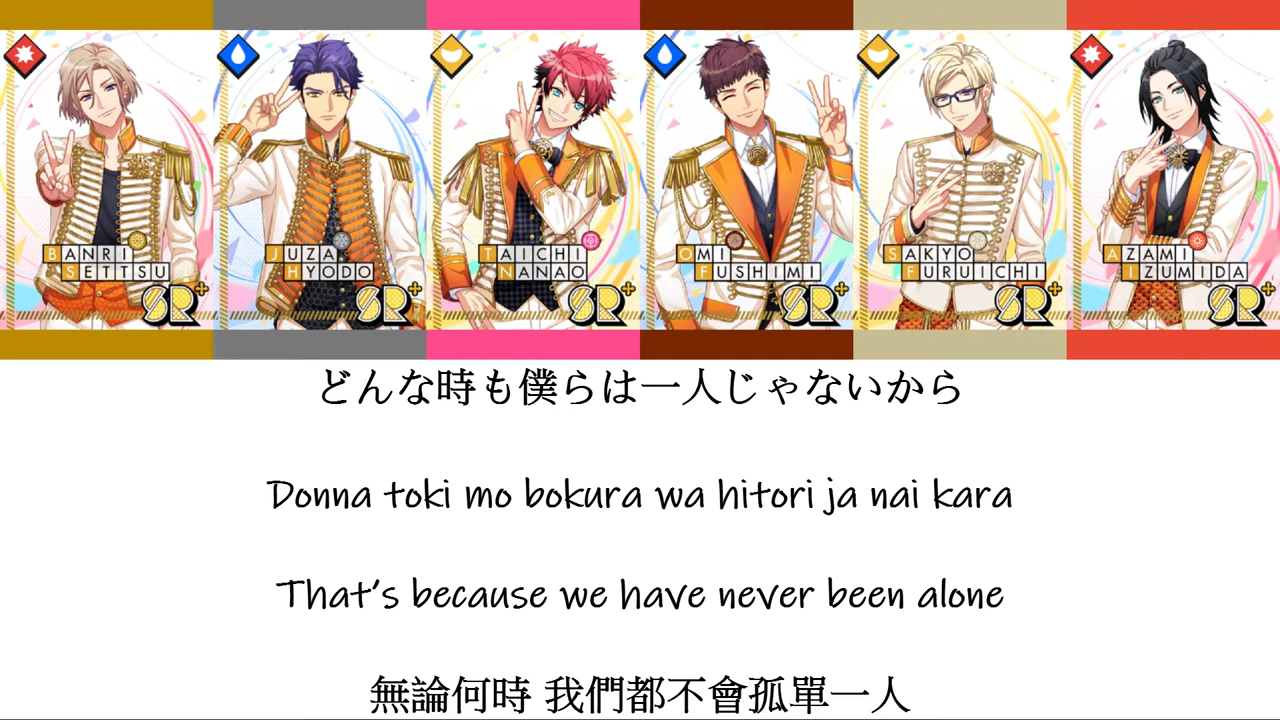 BANRI
SETTSU
SR+
JUZA
HYODO
SR+
TAICHI
NANAO
SR+
OMI
FUSHIMI
SR+
SAKYO
FURUICHI
SR+
AZAMI
IZUMIDA
SR+
どんな時も僕らは一人じゃないから
Donna toki mo bokura wa hitori ja nai kara
That's because we have never been alone
無論何時 我們都不會孤單一人